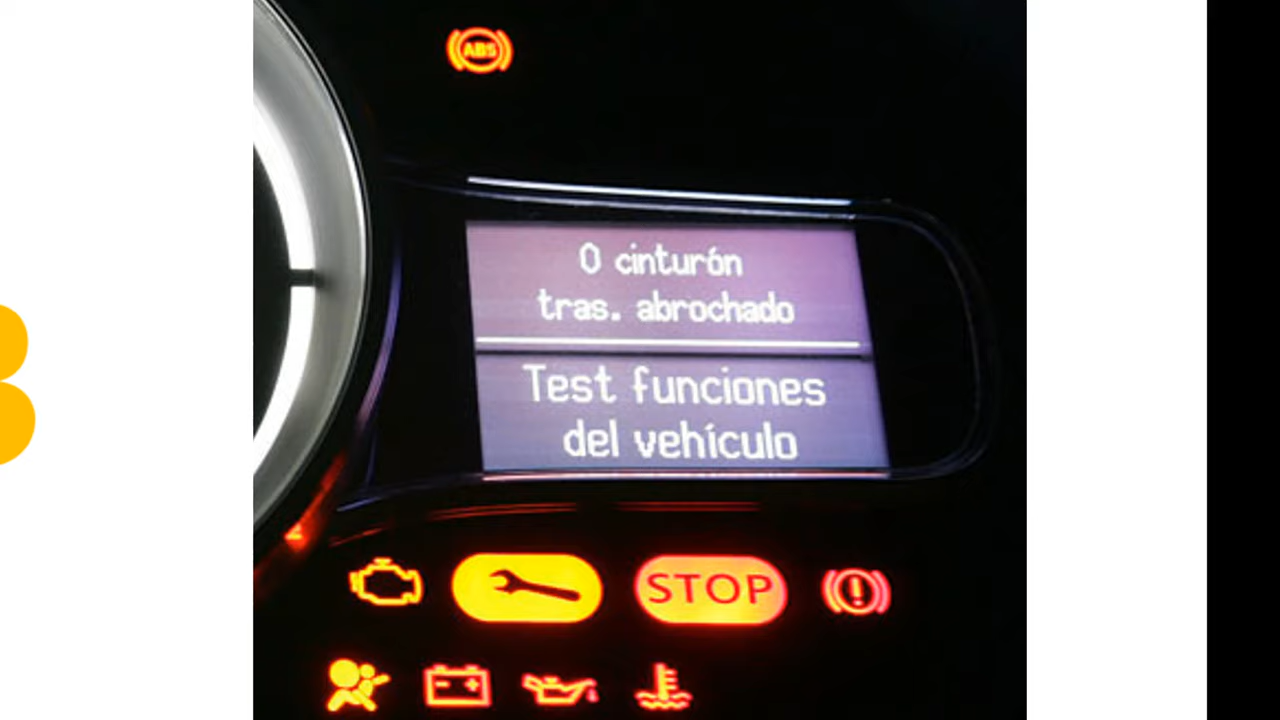 ABS
0 cinturón
tras. abrochado
Test funciones
del vehículo
STOP